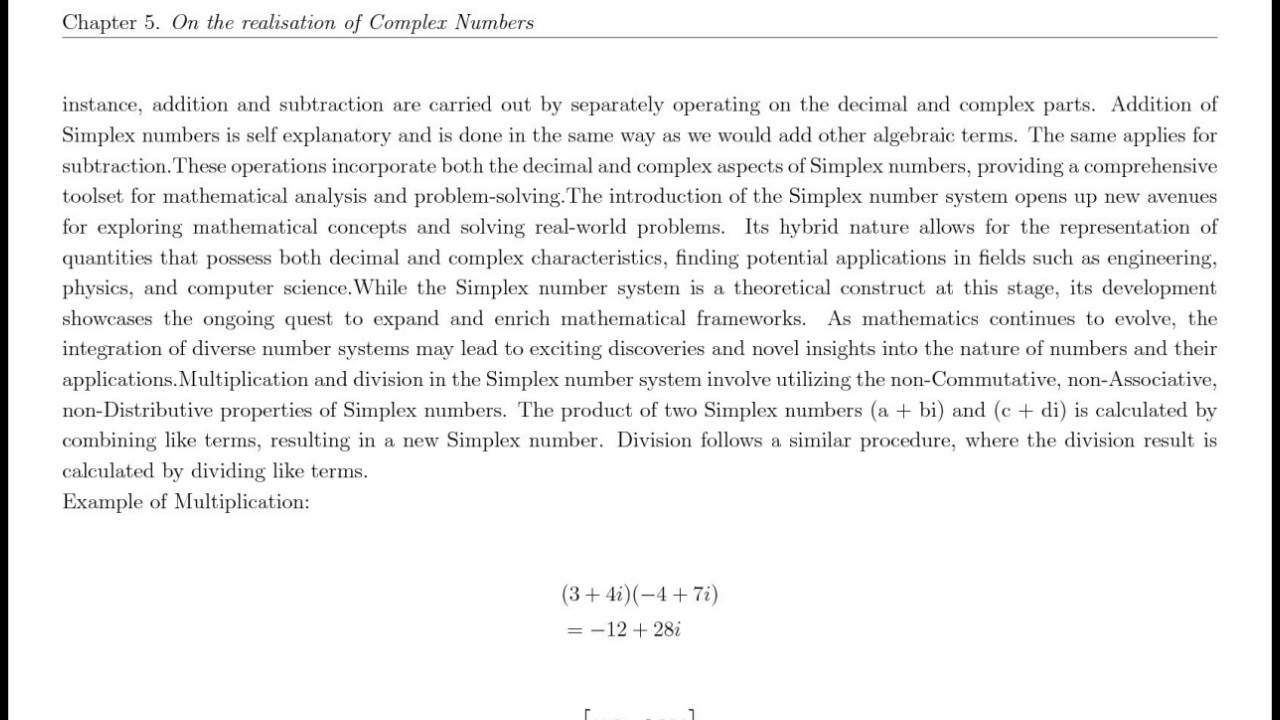 Chapter 5. On the realisation of Complex Numbers
instance, addition and subtraction are carried out by separately operating on the decimal and complex parts. Addition of
Simplex numbers is self explanatory and is done in the same way as we would add other algebraic terms. The same applies for
subtraction.These operations incorporate both the decimal and complex aspects of Simplex numbers, providing a comprehensive
toolset for mathematical analysis and problem-solving.The introduction of the Simplex number system opens up new avenues
for exploring mathematical concepts and solving real-world problems. Its hybrid nature allows for the representation of
quantities that possess both decimal and complex characteristics, finding potential applications in fields such as engineering,
physics, and computer science.While the Simplex number system is a theoretical construct at this stage, its development
showcases the ongoing quest to expand and enrich mathematical frameworks. As mathematics continues to evolve, the
integration of diverse number systems may lead to exciting discoveries and novel insights into the nature of numbers and their
applications.Multiplication and division in the Simplex number system involve utilizing the non-Commutative, non-Associative,
non-Distributive properties of Simplex numbers. The product of two Simplex numbers (a + bi) and (c + di) is calculated by
combining like terms, resulting in a new Simplex number. Division follows a similar procedure, where the division result is
calculated by dividing like terms.
Example of Multiplication:
(3 + 4i)(−4 + 7i)
= −12 + 28i